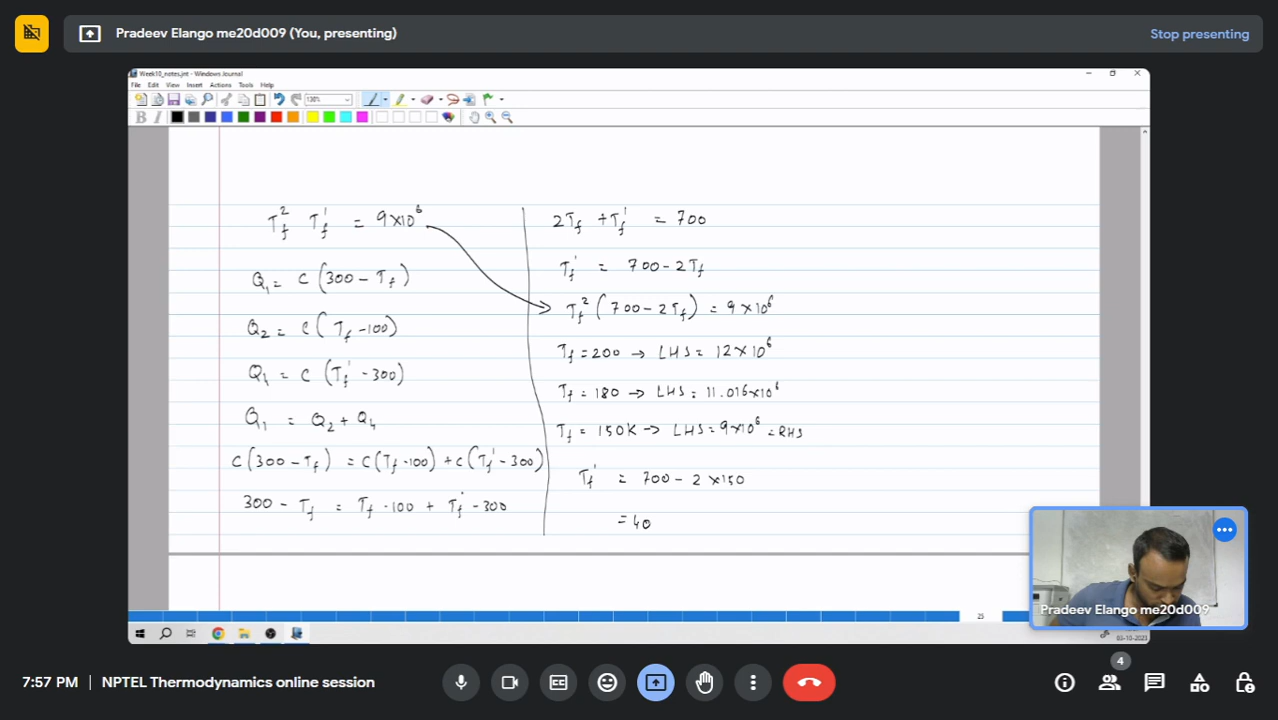 Pradeev Elango me20d009 (You, presenting)
Stop presenting
Week10_notes.jnt - Windows Journal
File Edit View Insert Actions Tools Help
130%
B I
T_f^2 T_f' = 9×10^6
Q_1 = C (300 - T_f)
Q_2 = C (T_f - 100)
Q_4 = C (T_f' - 300)
Q_1 = Q_2 + Q_4
C(300 - T_f) = C(T_f - 100) + C(T_f' - 300)
300 - T_f = T_f - 100 + T_f' - 300
2T_f + T_f' = 700
T_f' = 700 - 2T_f
T_f^2 (700 - 2T_f) = 9×10^6
T_f = 200 → LHS = 12×10^6
T_f = 180 → LHS = 11.016×10^6
T_f = 150K → LHS = 9×10^6 = RHS
T_f' = 700 - 2×150
= 40
25
03-10-2023
Pradeev Elango me20d009
7:57 PM | NPTEL Thermodynamics online session
4